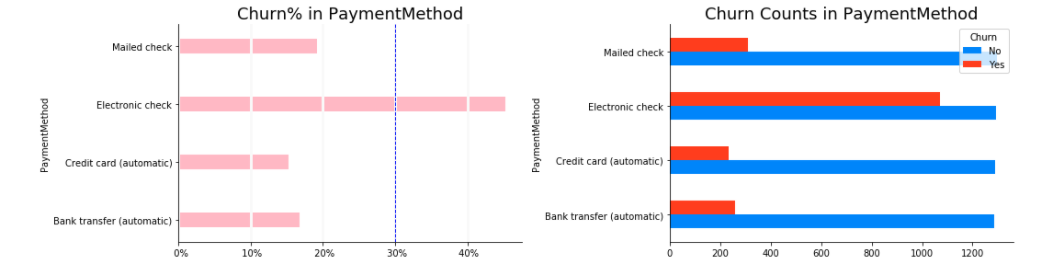 Churn% in PaymentMethod
PaymentMethod
Mailed check
Electronic check
Credit card (automatic)
Bank transfer (automatic)
0% 10% 20% 30% 40%
Churn Counts in PaymentMethod
PaymentMethod
Mailed check
Electronic check
Credit card (automatic)
Bank transfer (automatic)
Churn
No
Yes
0 200 400 600 800 1000 1200